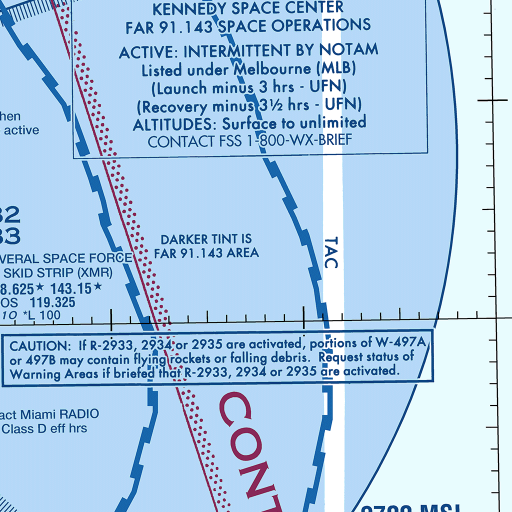 KENNEDY SPACE CENTER
FAR 91.143 SPACE OPERATIONS
ACTIVE: INTERMITTENT BY NOTAM
Listed under Melbourne (MLB)
(Launch minus 3 hrs - UFN)
(Recovery minus 3½ hrs - UFN)
ALTITUDES: Surface to unlimited
CONTACT FSS 1-800-WX-BRIEF
hen
active
32
33
DARKER TINT IS
FAR 91.143 AREA
TAC
VERAL SPACE FORCE
SKID STRIP (XMR)
8.625★ 143.15★
OS 119.325
10 *L 100
CAUTION: If R-2933, 2934 or 2935 are activated, portions of W-497A
or 497B may contain flying rockets or falling debris. Request status of
Warning Areas if briefed that R-2933, 2934 or 2935 are activated.
act Miami RADIO
Class D eff hrs
CONT
MSL